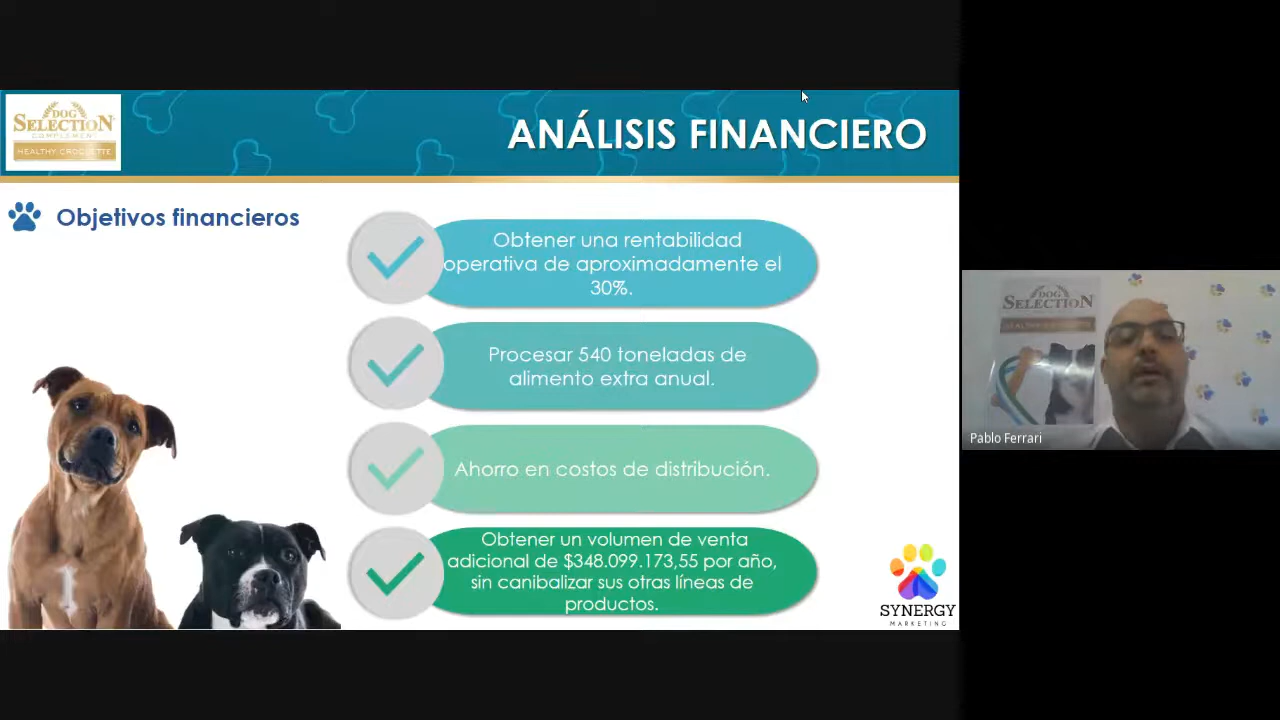 DOG
SELECTION
COMPLEMENT
HEALTHY CROQUETTE
ANÁLISIS FINANCIERO
Objetivos financieros
Obtener una rentabilidad
operativa de aproximadamente el
30%.
Procesar 540 toneladas de
alimento extra anual.
Ahorro en costos de distribución.
Obtener un volumen de venta
adicional de $348.099.173,55 por año,
sin canibalizar sus otras líneas de
productos.
SYNERGY
MARKETING
DOG
SELECTION
Pablo Ferrari